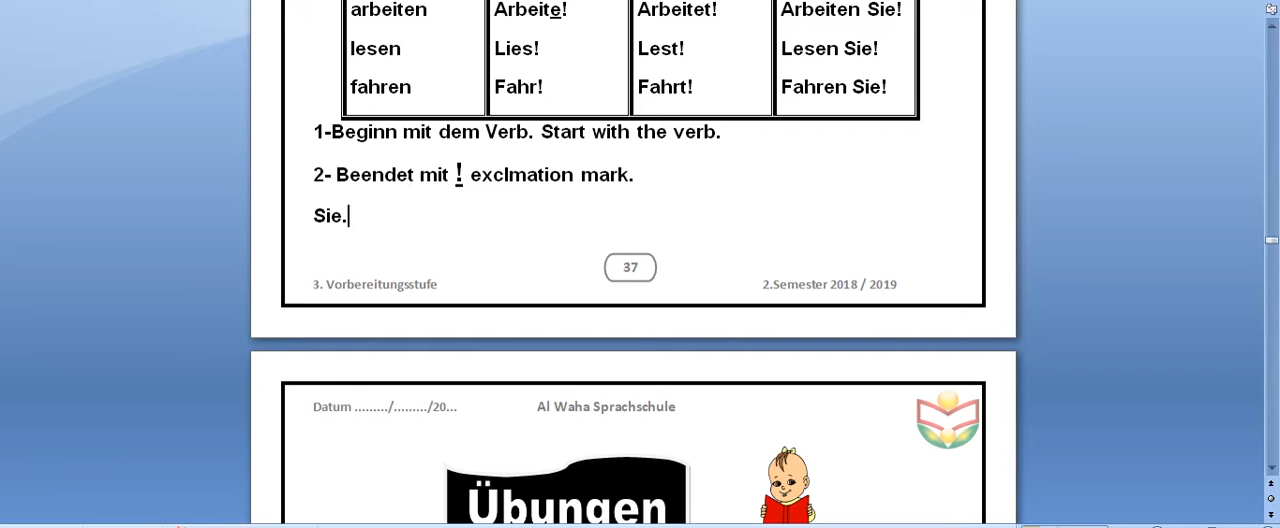 arbeiten Arbeite! Arbeitet! Arbeiten Sie!
lesen Lies! Lest! Lesen Sie!
fahren Fahr! Fahrt! Fahren Sie!
1-Beginn mit dem Verb. Start with the verb.
2- Beendet mit ! exclmation mark.
Sie.
37
3. Vorbereitungsstufe 2.Semester 2018 / 2019
Datum ........./........./20... Al Waha Sprachschule
Übungen